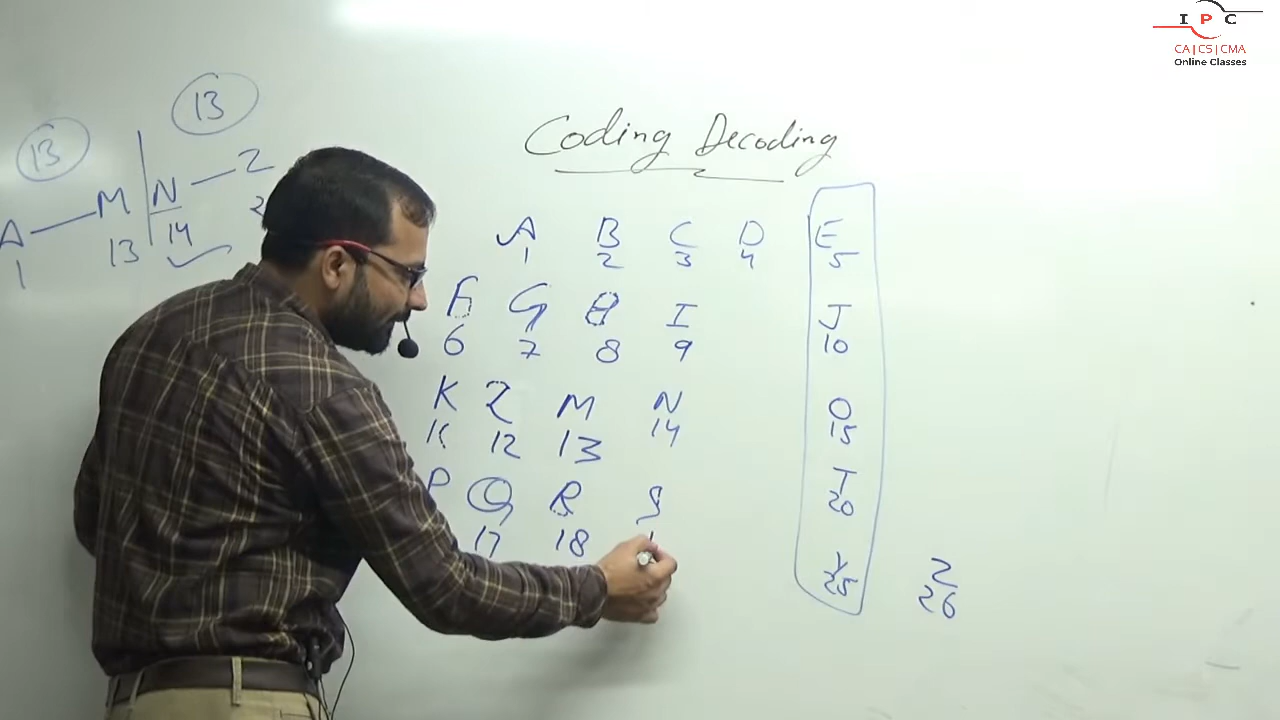 I P C
CA|CS|CMA
Online Classes
13
13
A M N Z
1 13 14 2
Coding Decoding
A B C D E
1 2 3 4 5
F G H I J
6 7 8 9 10
K L M N O
11 12 13 14 15
P Q R S T
17 18 1 20
Y Z
25 26